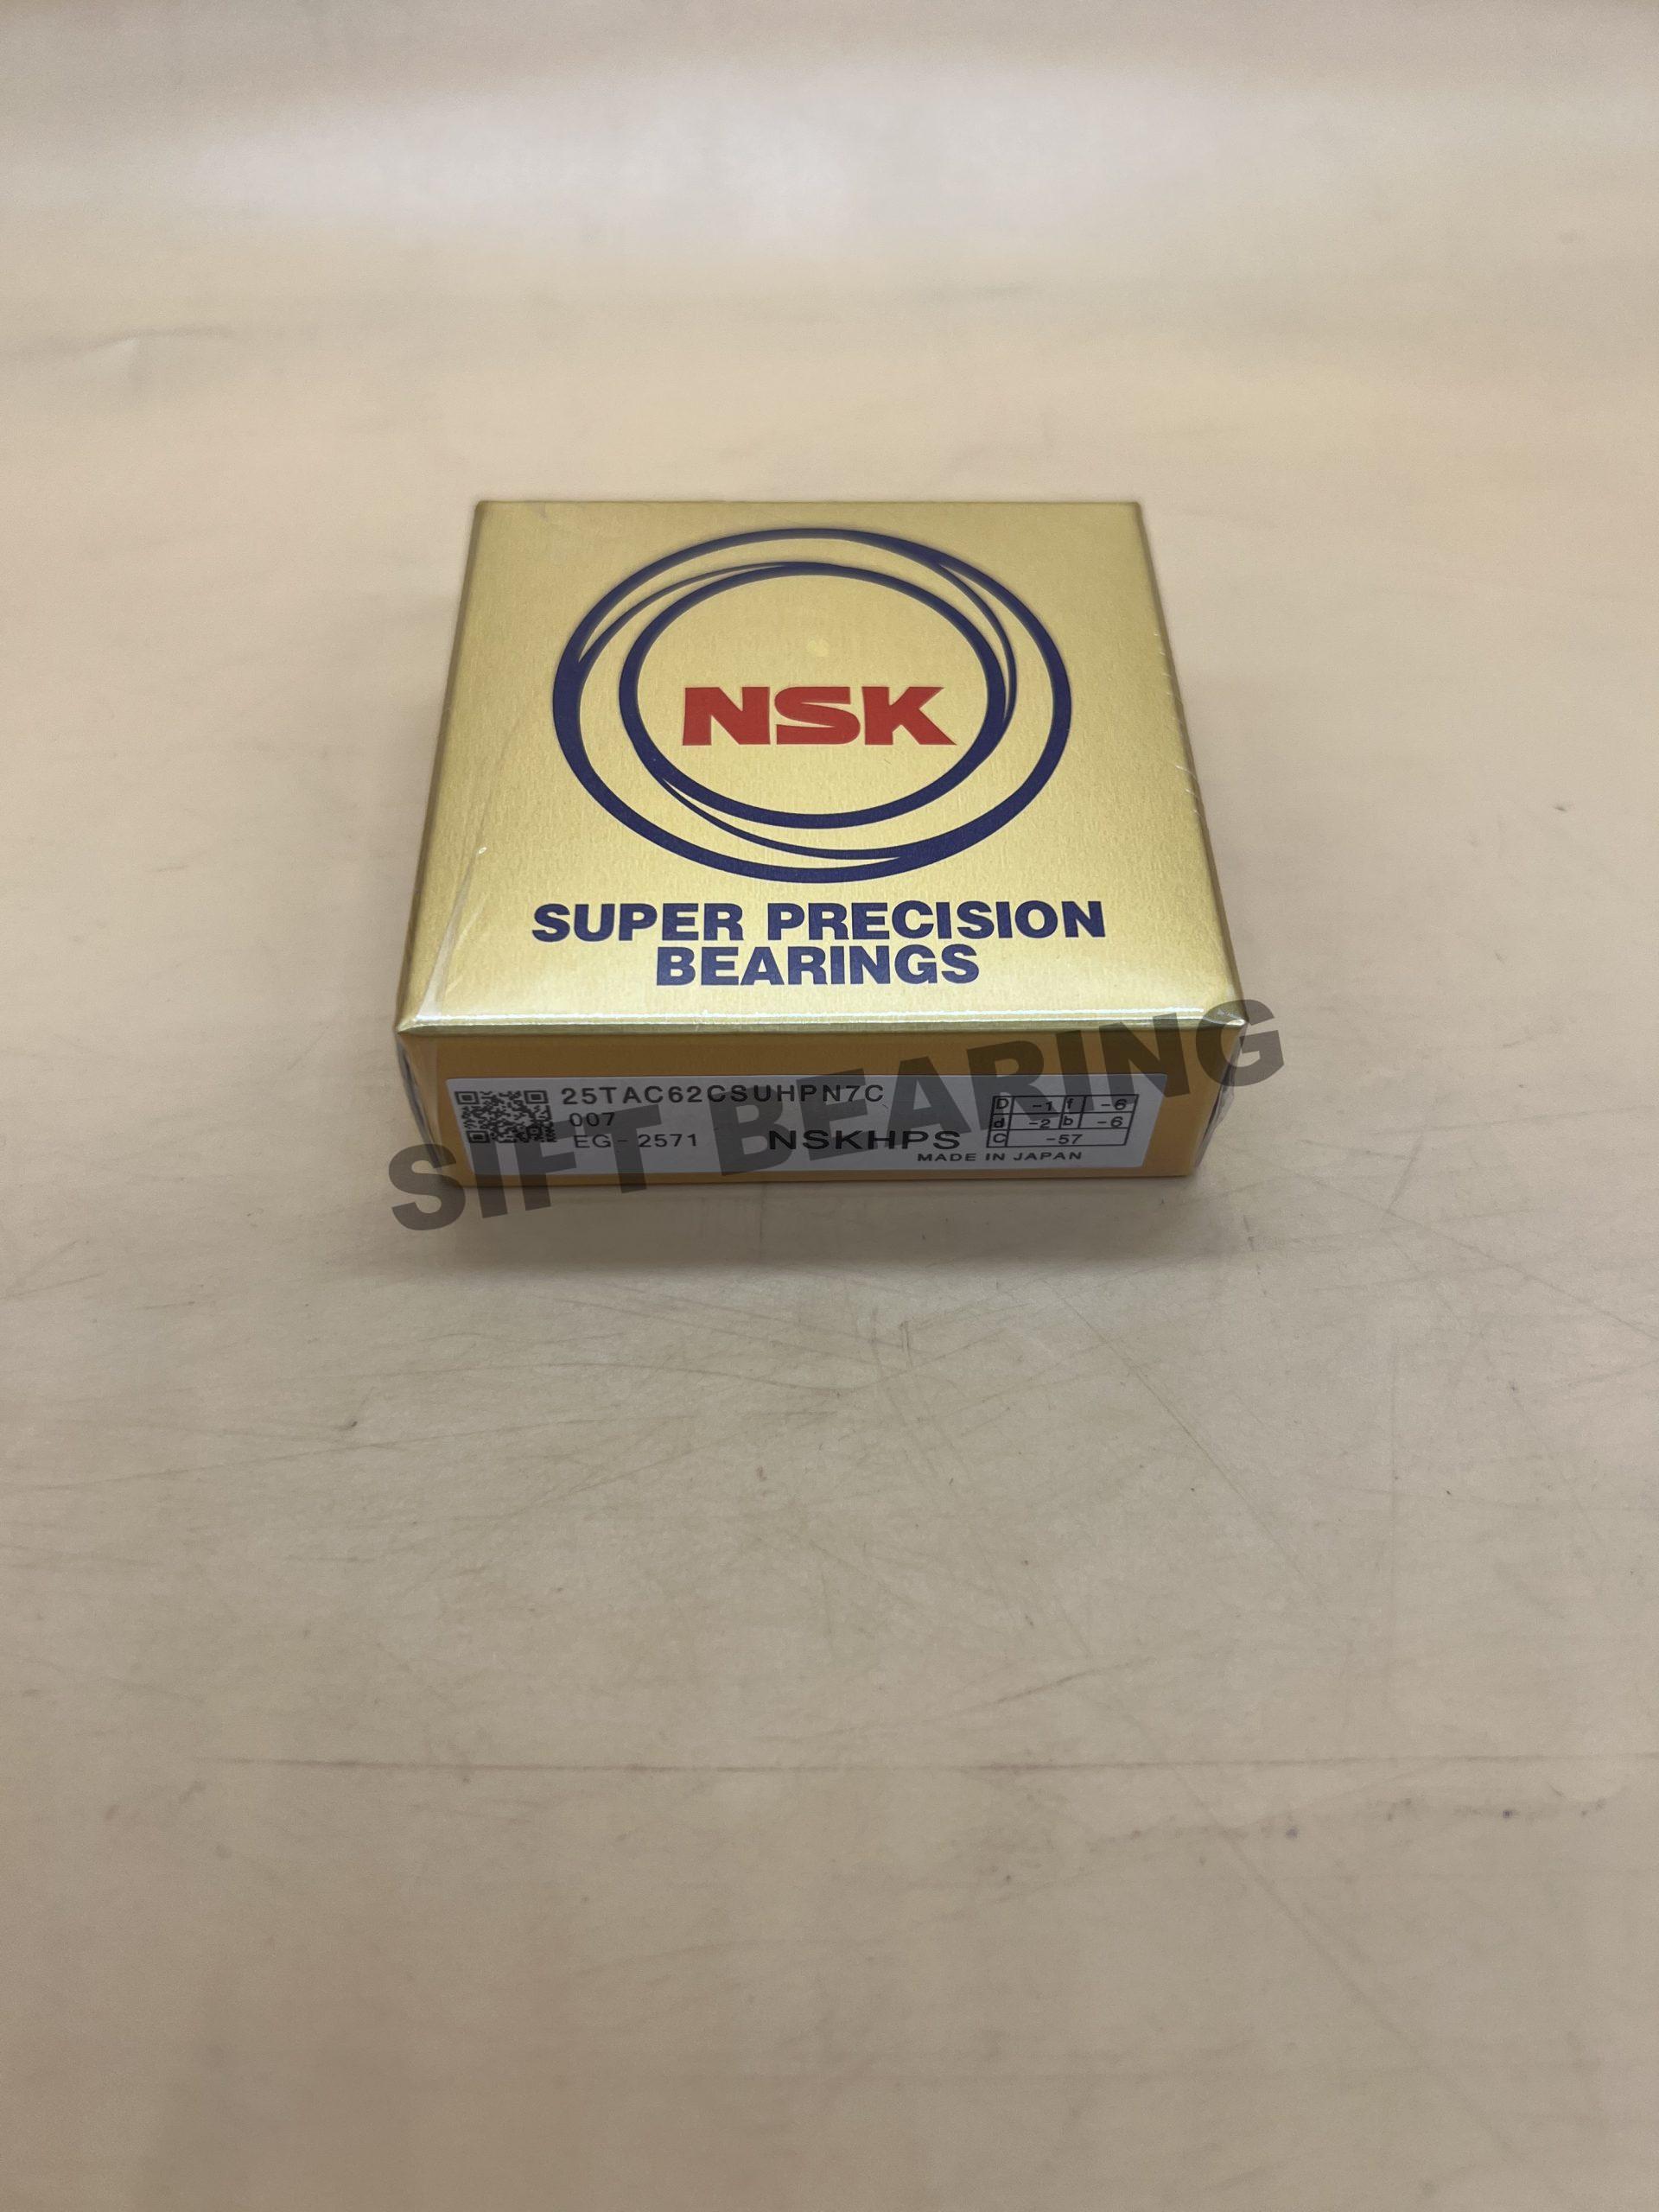 NSK
SUPER PRECISION
BEARINGS
25TAC62CSUHPN7C
007
EG-2571
NSKHPS
D -1 f -6
d -2 b -6
C -57
MADE IN JAPAN
SIFT BEARING